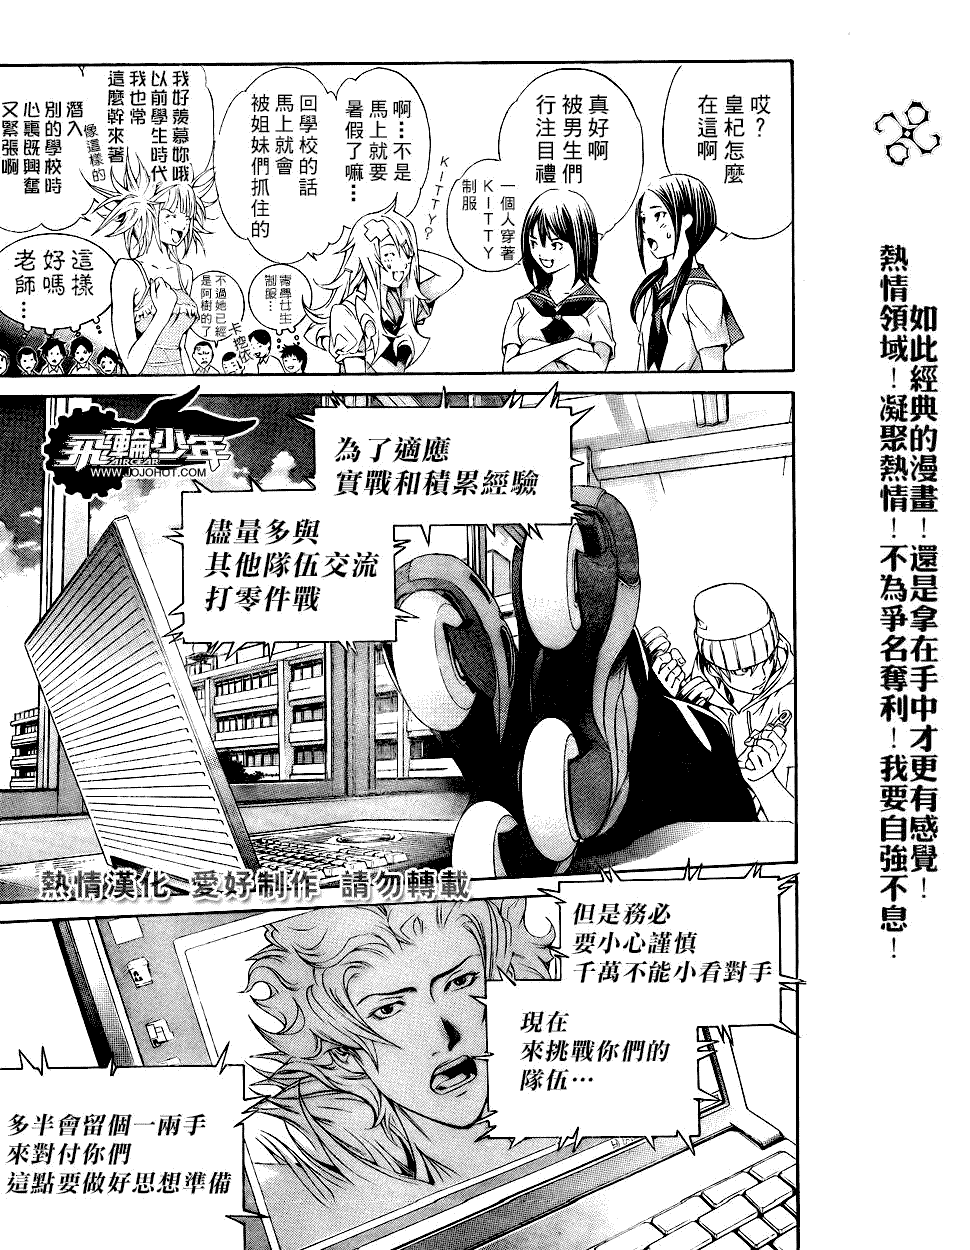 哎？
皇杞怎麼
在這啊
真好啊
被男生們
行注目禮
一個人穿著
KITTY
制服
KITTY？
啊…不是
馬上就要
暑假了嘛…
回學校的話
馬上就會
被姐妹們抓住的
我好羨慕妳哦
以前學生時代
我也常
這麼幹來著
像這樣的
潛入
別的學校時
心裏既興奮
又緊張啊
不過她已經
是阿樹的了
卡控依
這樣
好嗎
老師…
飛輪少年
AIR GEAR
WWW.JOJOHOT.COM
為了適應
實戰和積累經驗
儘量多與
其他隊伍交流
打零件戰
熱情漢化 愛好制作 請勿轉載
但是務必
要小心謹慎
千萬不能小看對手
現在
來挑戰你們的
隊伍…
多半會留個一兩手
來對付你們
這點要做好思想準備
如此經典的漫畫！還是拿在手中才更有感覺！
熱情領域！凝聚熱情！不為爭名奪利！我要自強不息！